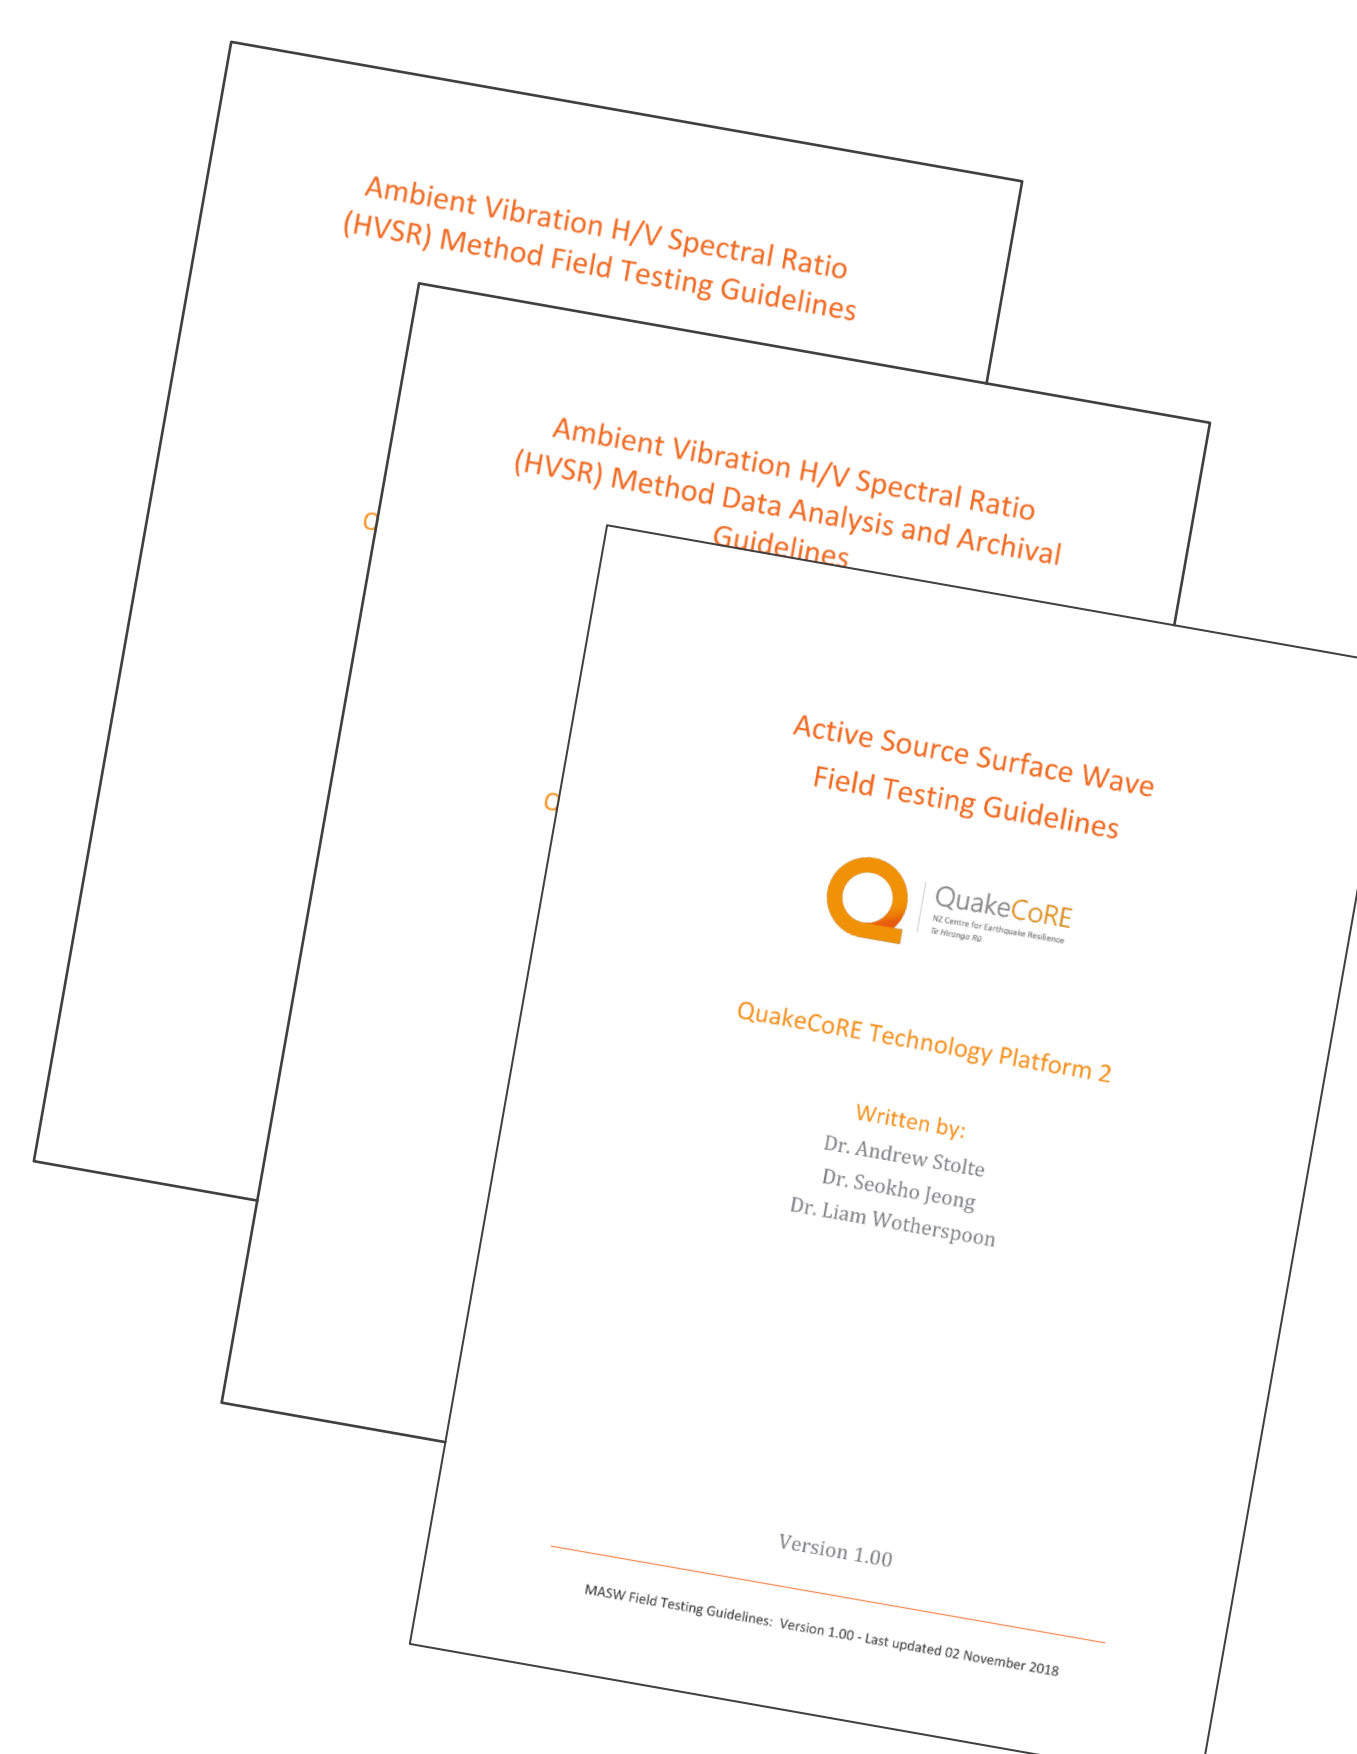 Ambient Vibration H/V Spectral Ratio
(HVSR) Method Field Testing Guidelines
Ambient Vibration H/V Spectral Ratio
(HVSR) Method Data Analysis and Archival
Guidelines
Active Source Surface Wave
Field Testing Guidelines
QuakeCoRE
NZ Centre for Earthquake Resilience
Te Hiranga Rū
QuakeCoRE Technology Platform 2
Written by:
Dr. Andrew Stolte
Dr. Seokho Jeong
Dr. Liam Wotherspoon
Version 1.00
MASW Field Testing Guidelines: Version 1.00 - Last updated 02 November 2018